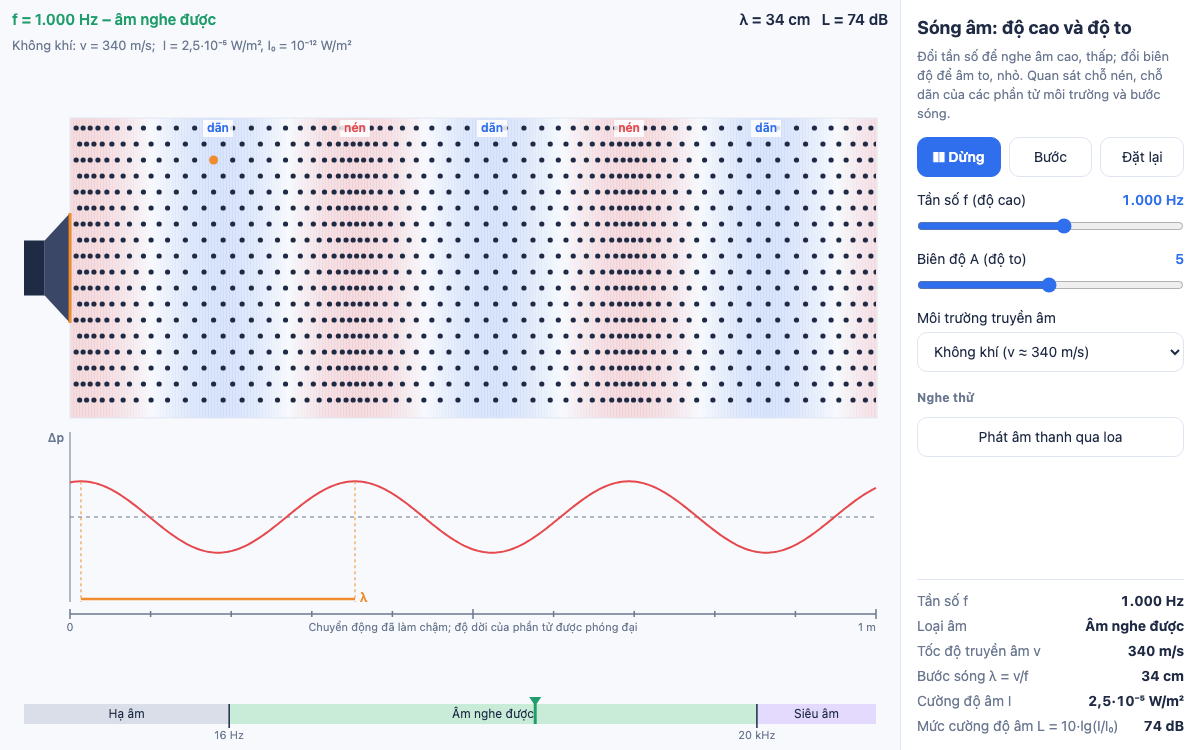 f = 1.000 Hz – âm nghe được
λ = 34 cm L = 74 dB
Không khí: v = 340 m/s; I = 2,5·10⁻⁵ W/m², I₀ = 10⁻¹² W/m²
dãn
nén
dãn
nén
dãn
Δp
λ
0
Chuyển động đã làm chậm; độ dời của phần tử được phóng đại
1 m
Hạ âm
Âm nghe được
Siêu âm
16 Hz
20 kHz
Sóng âm: độ cao và độ to
Đổi tần số để nghe âm cao, thấp; đổi biên
độ để âm to, nhỏ. Quan sát chỗ nén, chỗ
dãn của các phần tử môi trường và bước
sóng.
Dừng
Bước
Đặt lại
Tần số f (độ cao)
1.000 Hz
Biên độ A (độ to)
5
Môi trường truyền âm
Không khí (v ≈ 340 m/s)
Nghe thử
Phát âm thanh qua loa
Tần số f
1.000 Hz
Loại âm
Âm nghe được
Tốc độ truyền âm v
340 m/s
Bước sóng λ = v/f
34 cm
Cường độ âm I
2,5·10⁻⁵ W/m²
Mức cường độ âm L = 10·lg(I/I₀)
74 dB